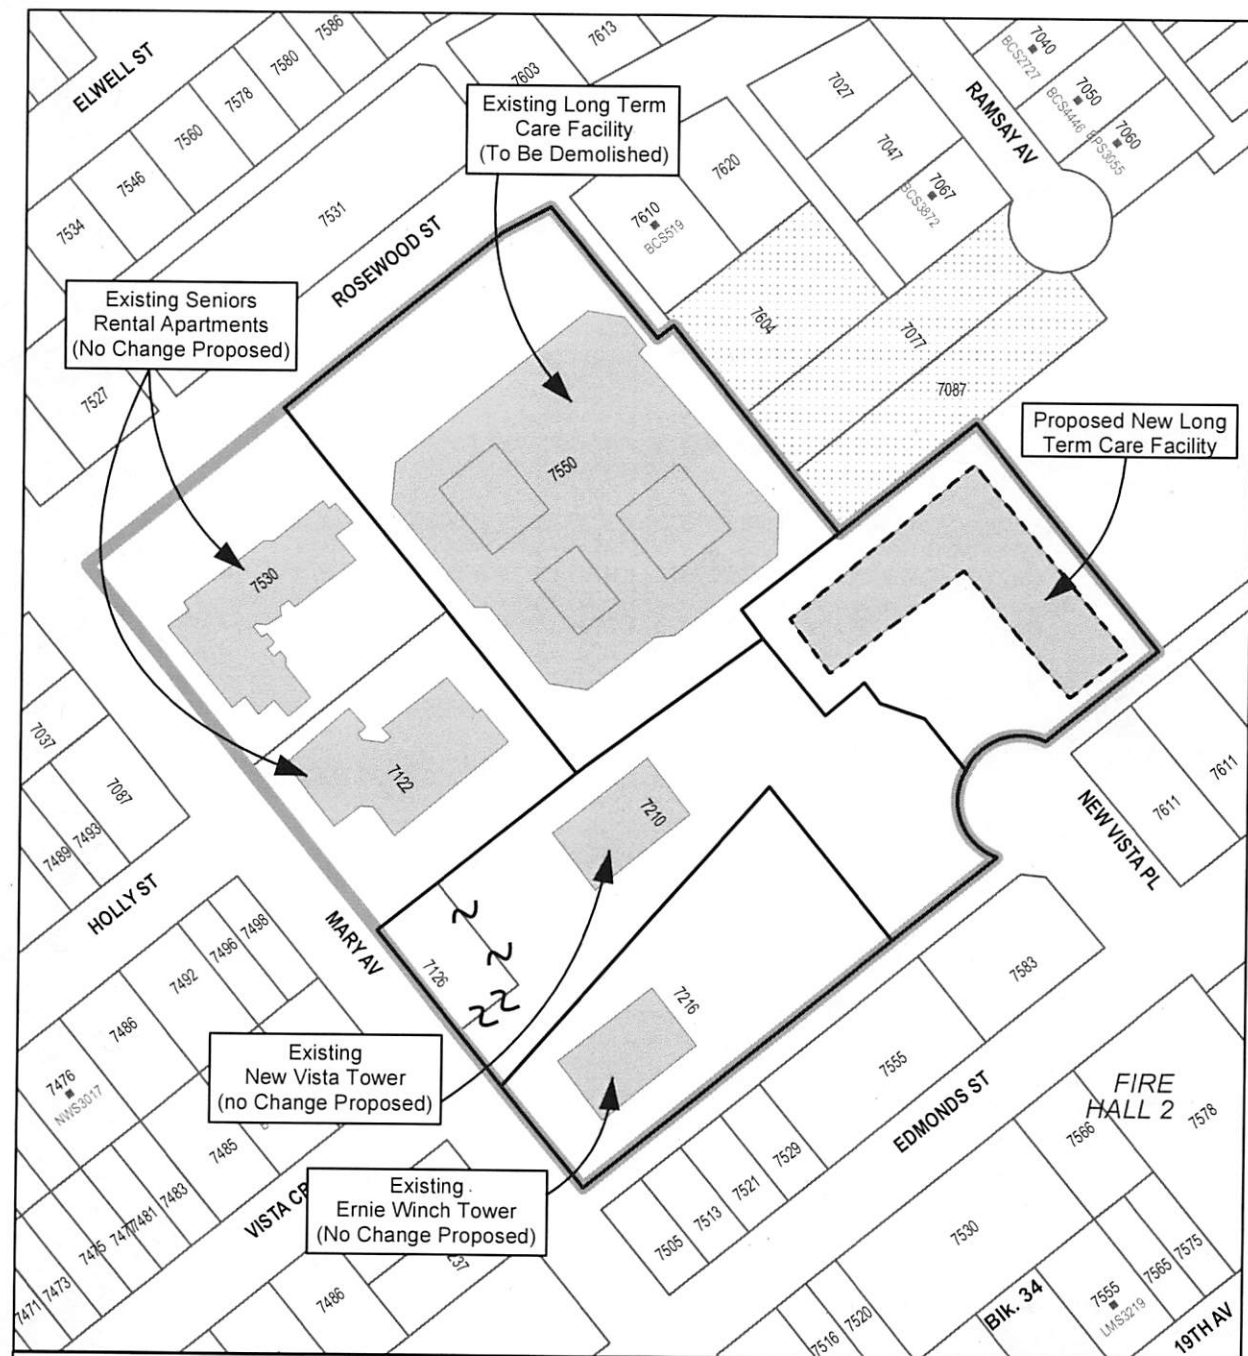 ELWELL ST
7586
7580
7578
7560
7546
7534
7531
7527
7613
7603
7620
7610
BCS519
7027
7047
7067
BCS3872
RAMSAY AV
7040
BCS2727
7050
BCS4446
7060
EPS3055
Existing Long Term
Care Facility
(To Be Demolished)
ROSEWOOD ST
Existing Seniors
Rental Apartments
(No Change Proposed)
7604
7077
7087
Proposed New Long
Term Care Facility
7550
7530
7122
7037
7087
7493
7489
HOLLY ST
MARY AV
7126
7210
7216
7611
7611
NEW VISTA PL
7498
7496
7492
7486
7476
NWS3017
7485
7483
7481
7477
7475
7473
7471
Existing
New Vista Tower
(no Change Proposed)
VISTA
Existing
Ernie Winch Tower
(No Change Proposed)
7486
7583
7555
7529
7521
7513
7505
EDMONDS ST
FIRE
HALL 2
7578
7566
7530
7520
7516
Blk. 34
7555
LMS3219
7565
7575
19TH AV